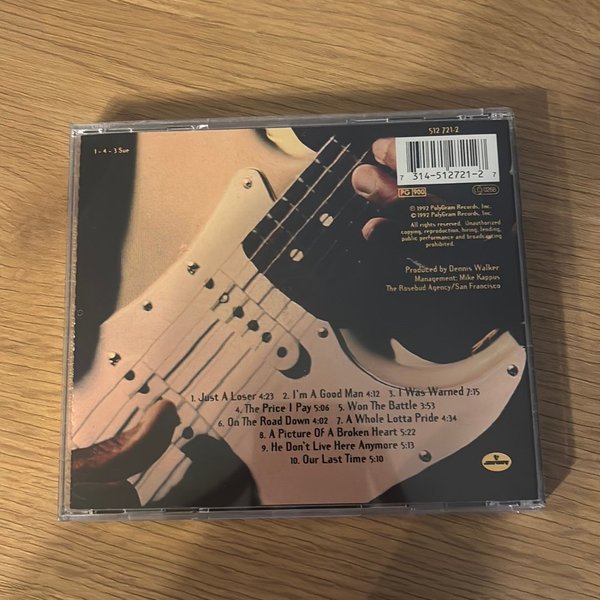 1 - 4 - 3 Sue
512 721-2
7 314-512721-2 7
PG 900
LC 0268
℗ 1992 PolyGram Records, Inc.
© 1992 PolyGram Records, Inc.
All rights reserved. Unauthorized
copying, reproduction, hiring, lending,
public performance and broadcasting
prohibited.
Produced by Dennis Walker
Management: Mike Kappus
The Rosebud Agency/San Francisco
1. Just A Loser 4:23 2. I'm A Good Man 4:12 3. I Was Warned 7:15
4. The Price I Pay 5:06 5. Won The Battle 3:53
6. On The Road Down 4:02 7. A Whole Lotta Pride 4:34
8. A Picture Of A Broken Heart 5:22
9. He Don't Live Here Anymore 5:13
10. Our Last Time 5:10